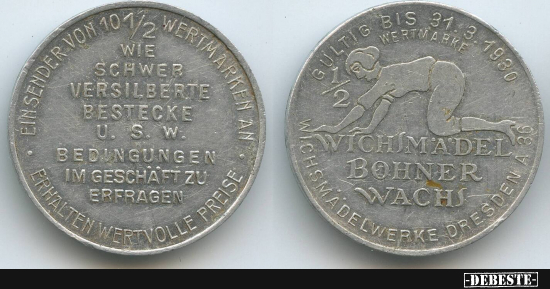 EINSENDER VON 10 1/2 WERTMARKEN AN
WIE
SCHWER
VERSILBERTE
BESTECKE
U. S. W.
BEDINGUNGEN
IM GESCHÄFT ZU
ERFRAGEN
ERHALTEN WERTVOLLE PREISE
GÜLTIG BIS 31.3.1930
WERTMARKE
1/2
WICHSMÄDEL
BOHNER
WACHS
WICHSMÄDELWERKE DRESDEN A 36
-DEBESTE-